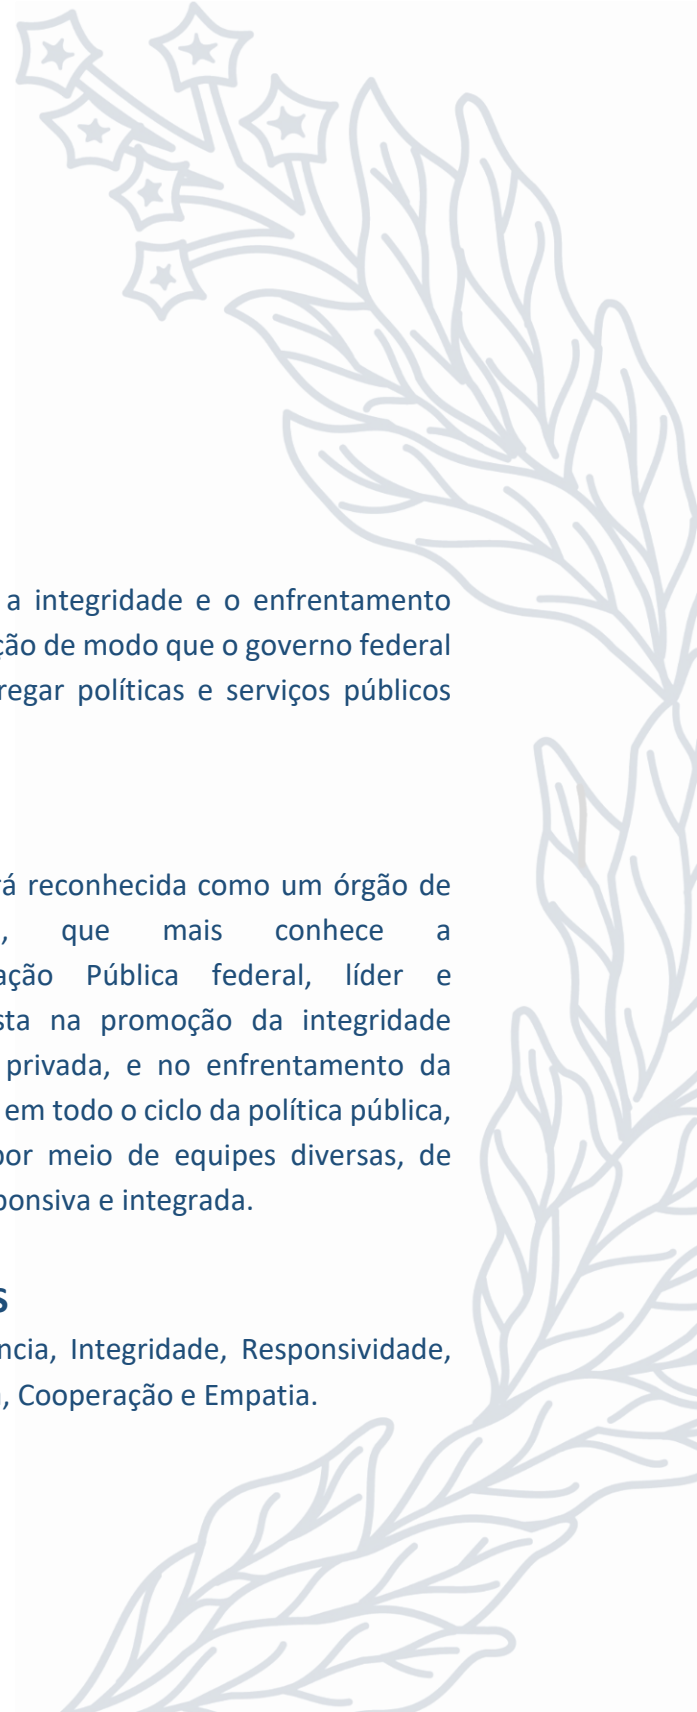 a integridade e o enfrentamento
ção de modo que o governo federal
regar políticas e serviços públicos
rá reconhecida como um órgão de
, que mais conhece a
ação Pública federal, líder e
sta na promoção da integridade
privada, e no enfrentamento da
em todo o ciclo da política pública,
por meio de equipes diversas, de
ponsiva e integrada.
S
ncia, Integridade, Responsividade,
, Cooperação e Empatia.